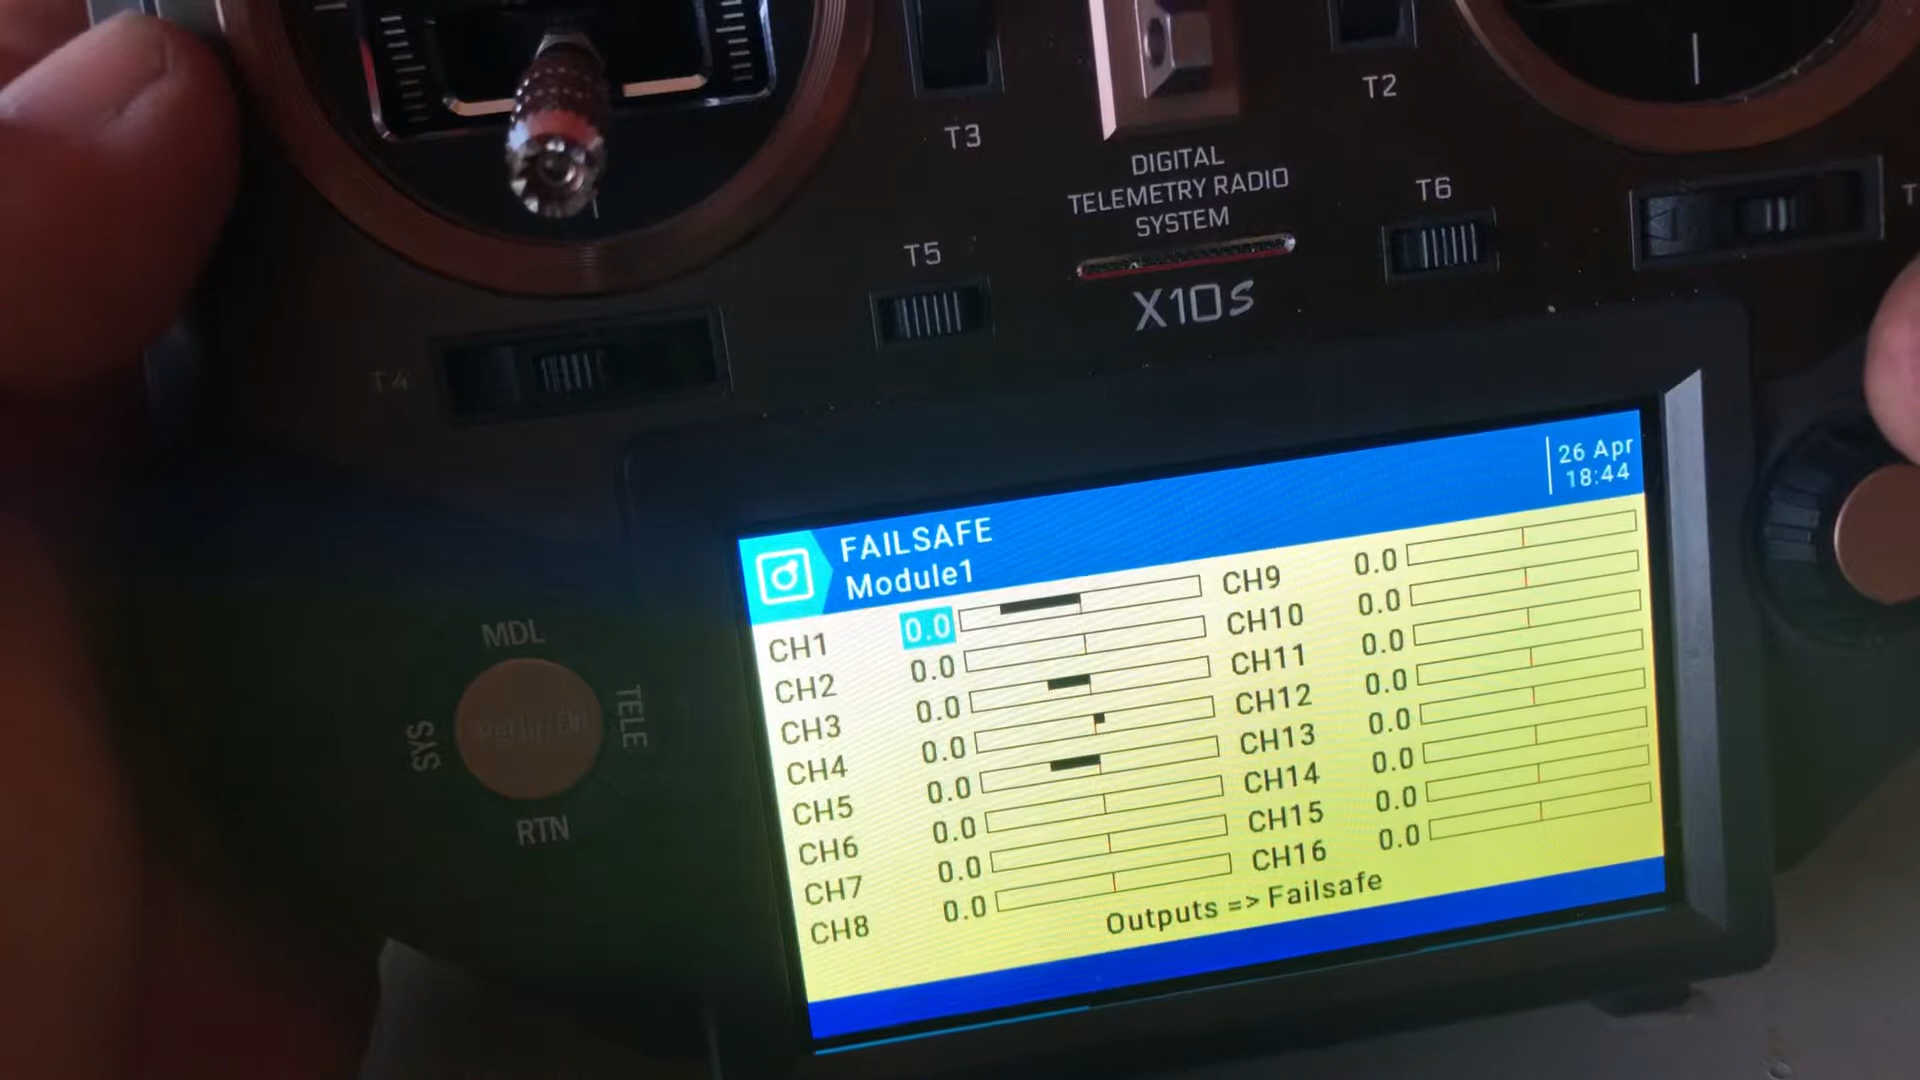 T3
T2
DIGITAL
TELEMETRY RADIO
SYSTEM
T6
T5
X10S
T4
26 Apr
18:44
FAILSAFE
Module1
CH1 0.0 CH9 0.0
CH2 0.0 CH10 0.0
CH3 0.0 CH11 0.0
CH4 0.0 CH12 0.0
CH5 0.0 CH13 0.0
CH6 0.0 CH14 0.0
CH7 0.0 CH15 0.0
CH8 0.0 CH16 0.0
Outputs => Failsafe
MDL
SYS
TELE
RTN